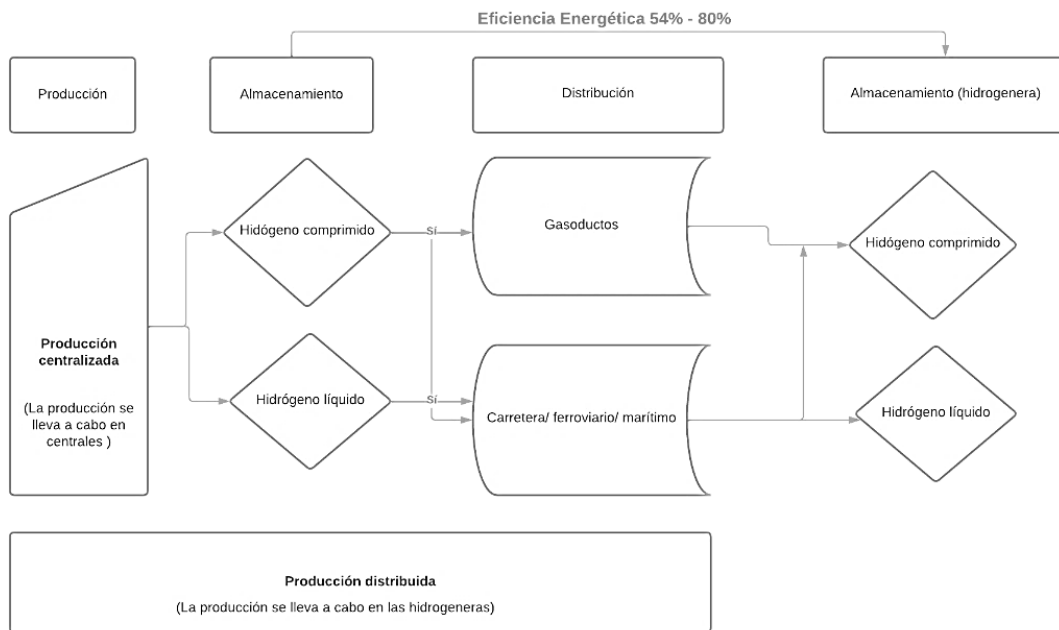 Eficiencia Energética 54% - 80%
Producción
Almacenamiento
Distribución
Almacenamiento (hidrogenera)
Hidógeno comprimido
Sí
Gasoductos
Hidógeno comprimido
Producción
centralizada
(La producción se
lleva a cabo en
centrales )
Hidrógeno líquido
Sí
Carretera/ ferroviario/ marítimo
Hidrógeno líquido
Producción distribuida
(La producción se lleva a cabo en las hidrogeneras)